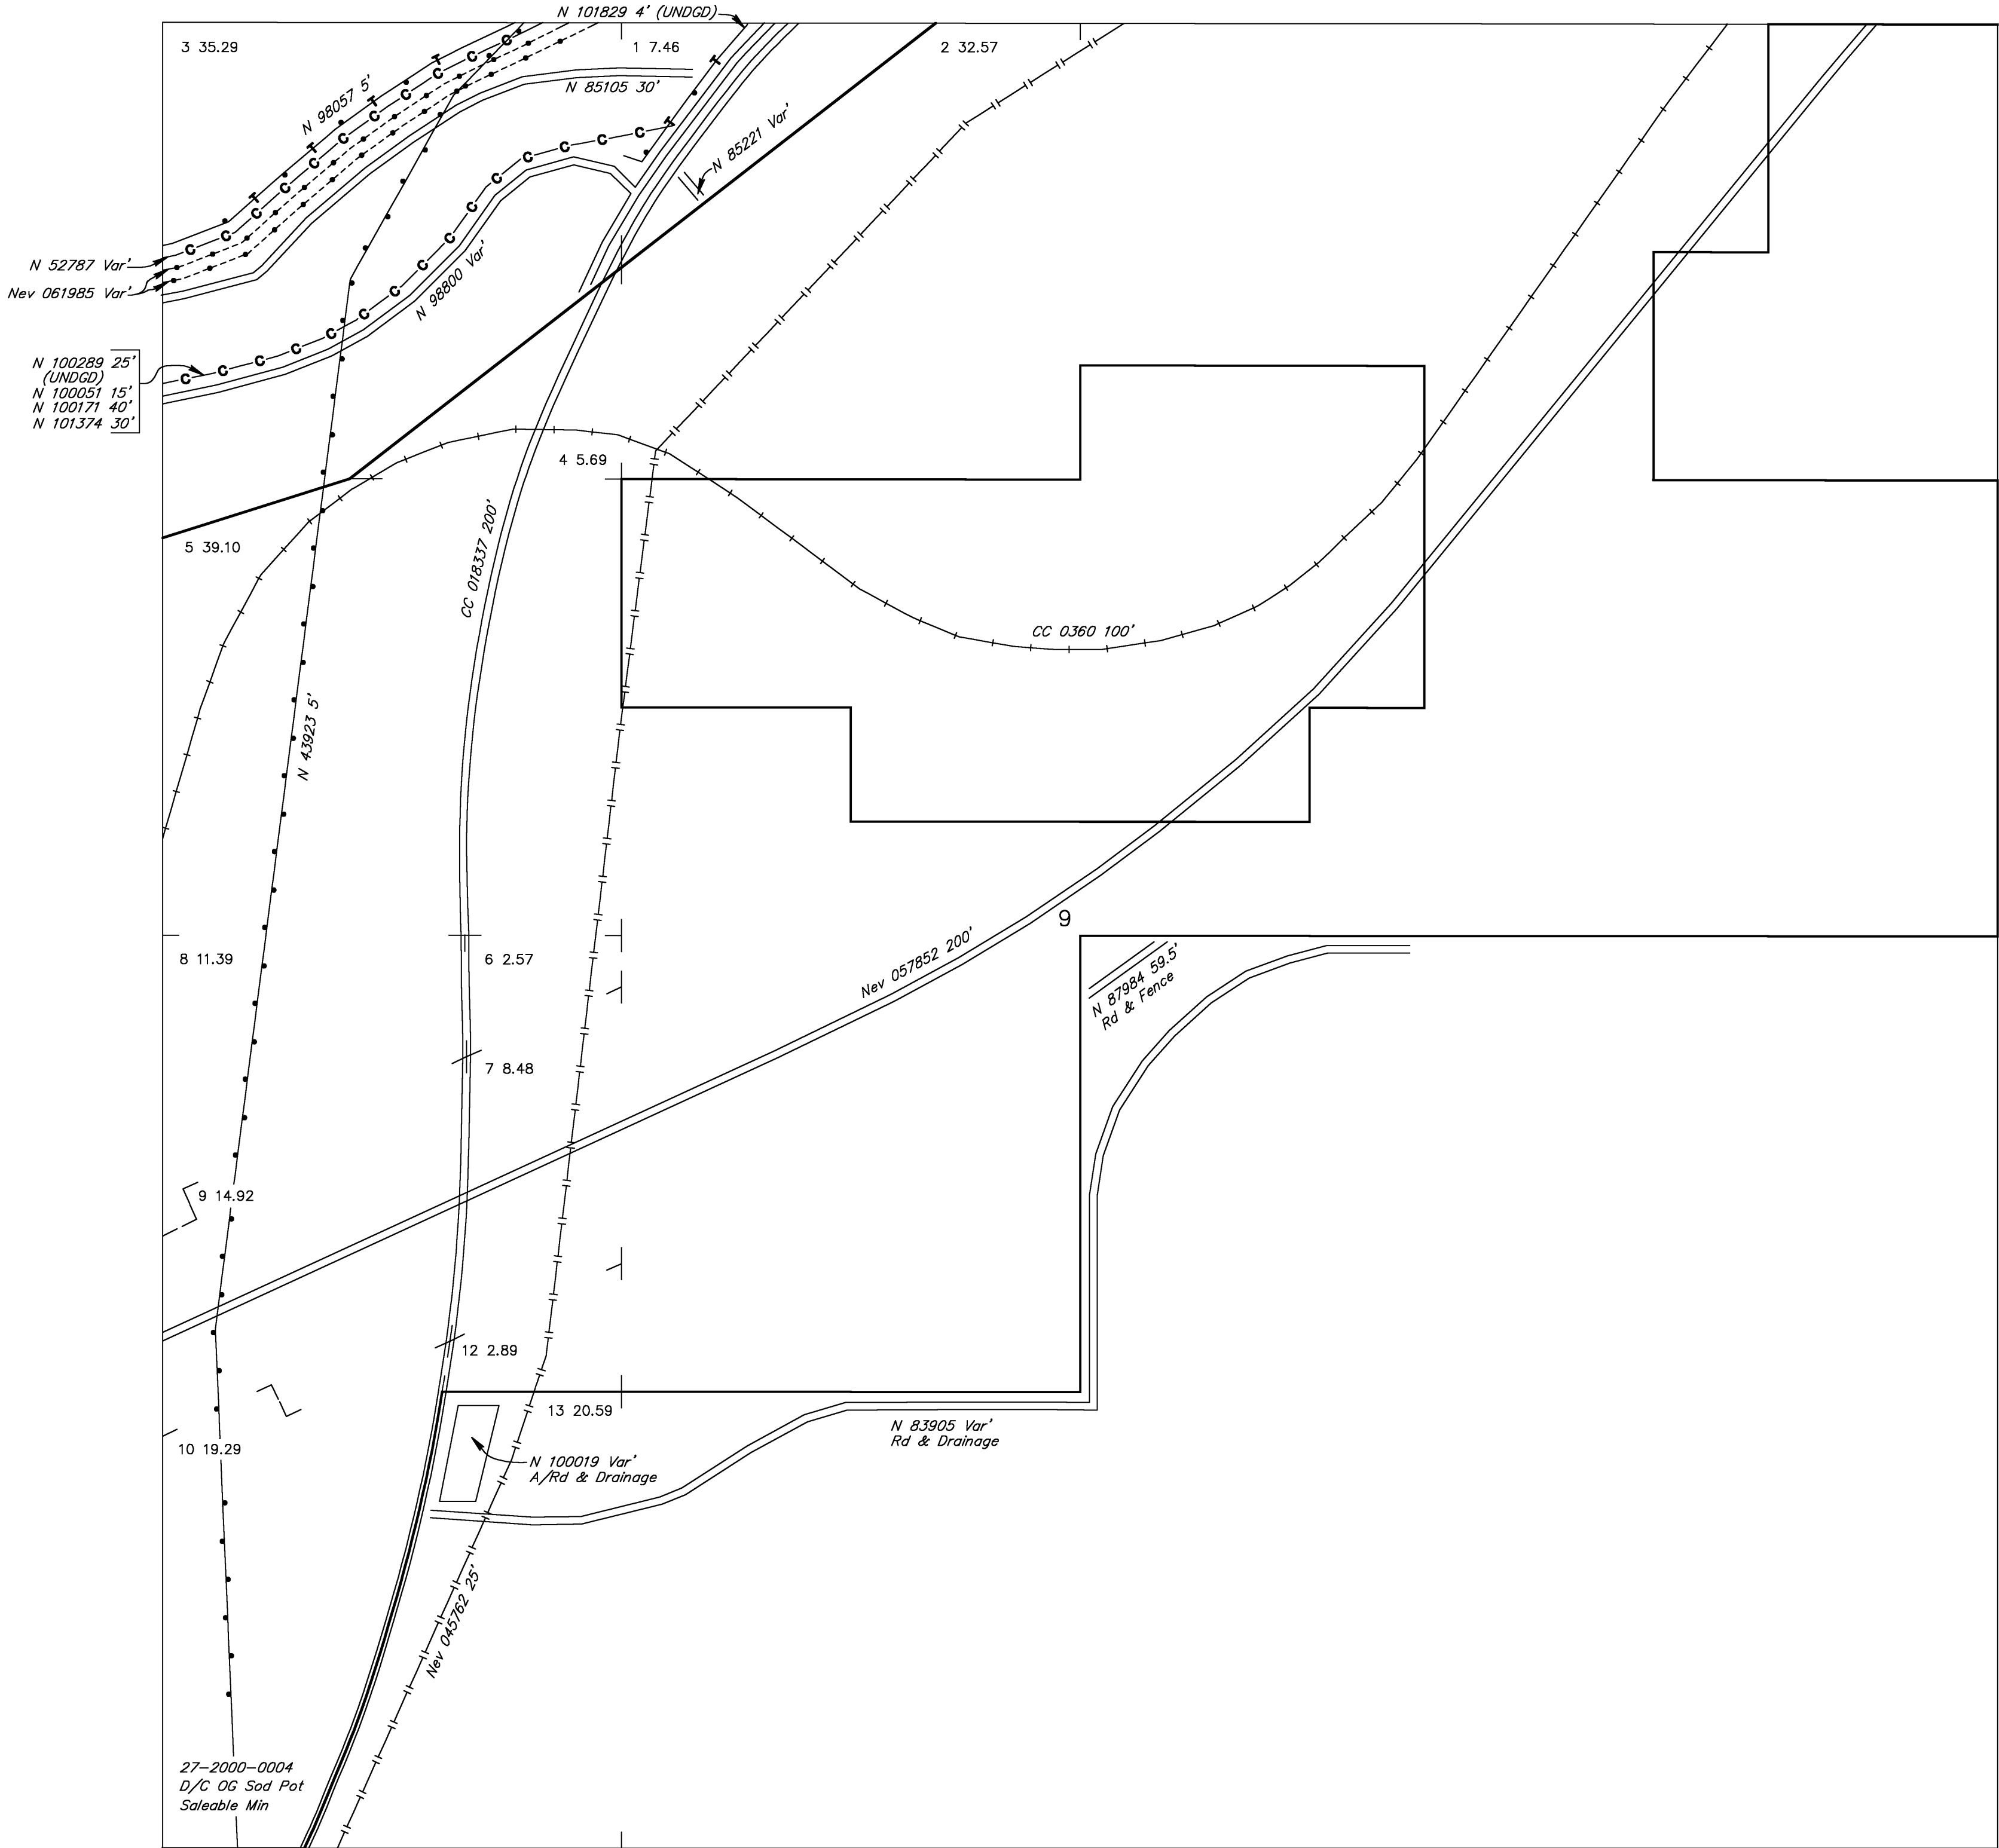 N 101829 4' (UNDGD)
3 35.29
1 7.46
2 32.57
N 98057 5'
N 85105 30'
N 85221 Var'
N 52787 Var'
Nev 061985 Var'
N 98800 Var'
N 100289 25'
(UNDGD)
N 100051 15'
N 100171 40'
N 101374 30'
4 5.69
5 39.10
CC 018337 200'
CC 0360 100'
N 43923 5'
9
8 11.39
6 2.57
Nev 057852 200'
N 87984 59.5'
Rd & Fence
7 8.48
9 14.92
12 2.89
13 20.59
N 83905 Var'
Rd & Drainage
10 19.29
N 100019 Var'
A/Rd & Drainage
Nev 045762 25'
27-2000-0004
D/C OG Sod Pot
Saleable Min